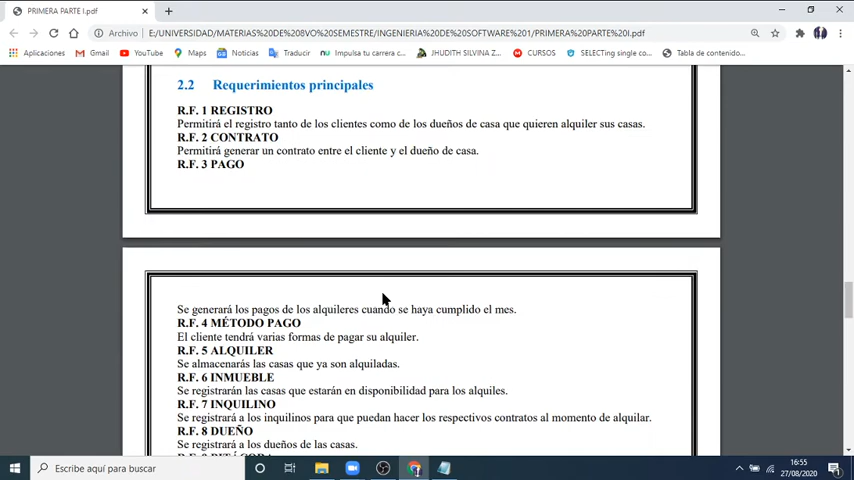 PRIMERA PARTE I.pdf
Archivo | E:/UNIVERSIDAD/MATERIAS%20DE%208VO%20SEMESTRE/INGENIERIA%20DE%20SOFTWARE%201/PRIMERA%20PARTE%20I.pdf
Aplicaciones Gmail YouTube Maps Noticias Traducir Impulsa tu carrera c... JHUDITH SILVINA Z... CURSOS SELECTing single co... Tabla de contenido...
2.2 Requerimientos principales
R.F. 1 REGISTRO
Permitirá el registro tanto de los clientes como de los dueños de casa que quieren alquiler sus casas.
R.F. 2 CONTRATO
Permitirá generar un contrato entre el cliente y el dueño de casa.
R.F. 3 PAGO
Se generará los pagos de los alquileres cuando se haya cumplido el mes.
R.F. 4 MÉTODO PAGO
El cliente tendrá varias formas de pagar su alquiler.
R.F. 5 ALQUILER
Se almacenarás las casas que ya son alquiladas.
R.F. 6 INMUEBLE
Se registrarán las casas que estarán en disponibilidad para los alquiles.
R.F. 7 INQUILINO
Se registrará a los inquilinos para que puedan hacer los respectivos contratos al momento de alquilar.
R.F. 8 DUEÑO
Se registrará a los dueños de las casas.
R.F. 9 BITÁCORA
Escribe aquí para buscar
16:55
27/08/2020